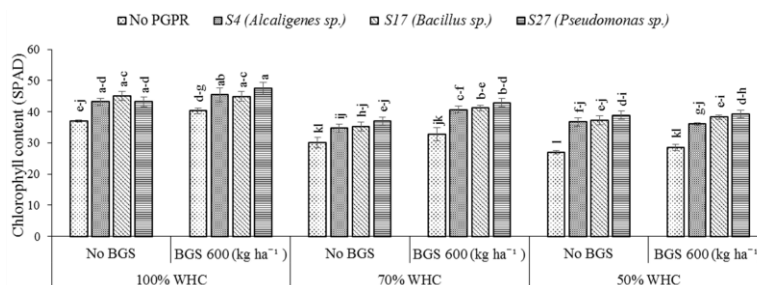 No PGPR S4 (Alcaligenes sp.) S17 (Bacillus sp.) S27 (Pseudomonas sp.)
Chlorophyll content (SPAD)
60
50
40
30
20
10
0
e-j a-d a-c a-d d-g ab a-c a kl ij h-j e-j jk c-f b-e b-d l f-j e-j d-i kl g-j e-i d-h
No BGS BGS 600 (kg ha⁻¹) No BGS BGS 600 (kg ha⁻¹) No BGS BGS 600 (kg ha⁻¹)
100% WHC 70% WHC 50% WHC